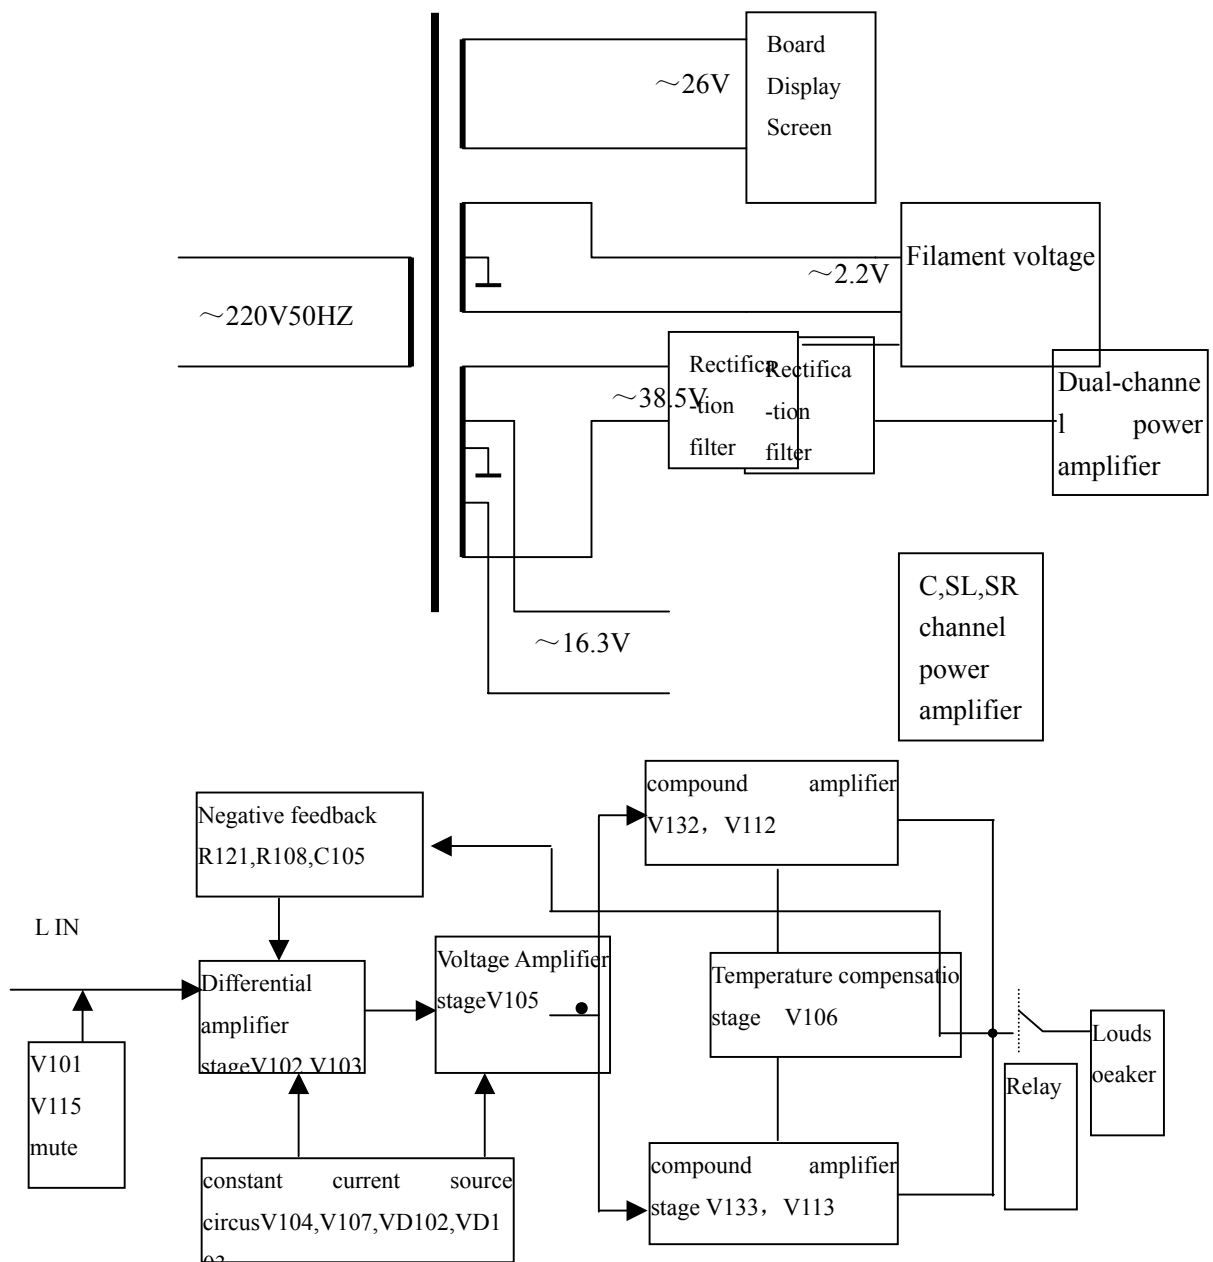 Board
Display
Screen
～26V
Filament voltage
～2.2V
～220V50HZ
Rectifica
-tion
filter
Rectifica
-tion
filter
～38.5V
Dual-channe
l power
amplifier
C,SL,SR
channel
power
amplifier
～16.3V
compound amplifier
V132，V112
Negative feedback
R121,R108,C105
L IN
Voltage Amplifier
stageV105
Differential
amplifier
stageV102 V103
Temperature compensatio
stage V106
Louds
peaker
Relay
V101
V115
mute
compound amplifier
stage V133，V113
constant current source
circusV104,V107,VD102,VD1
03